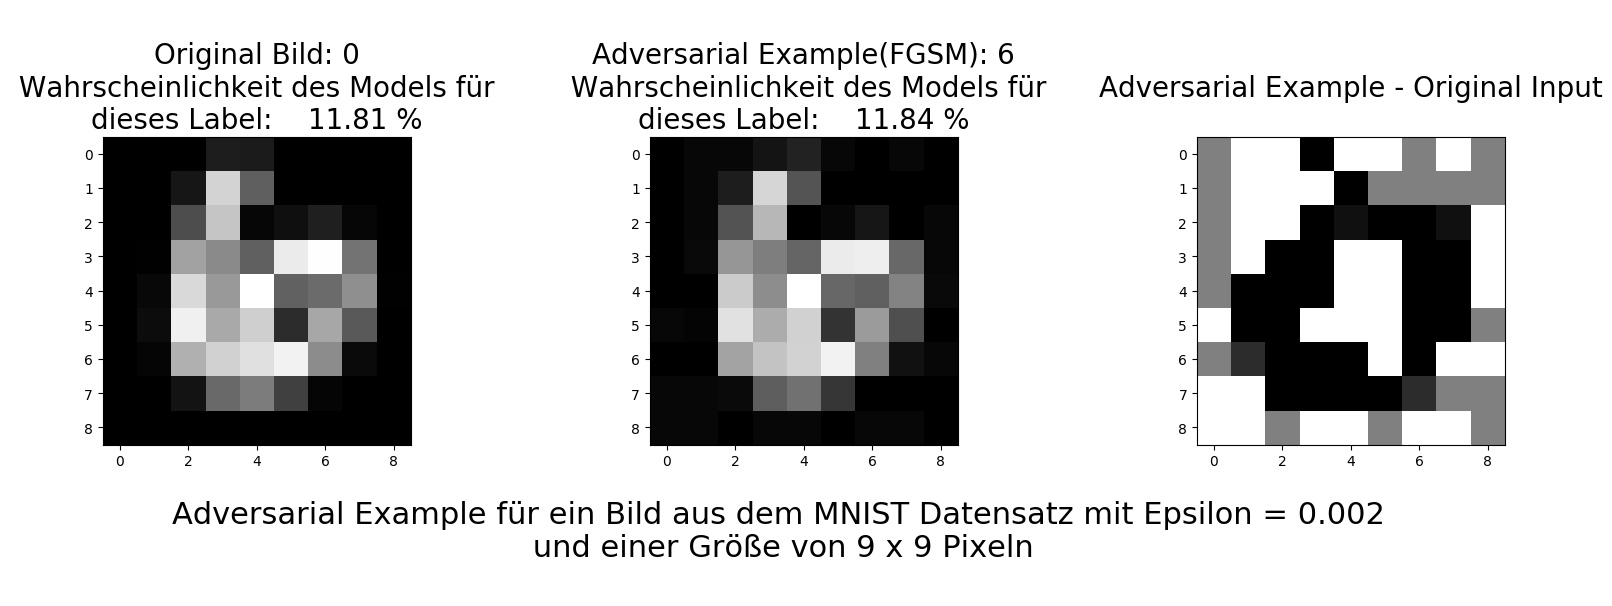 Original Bild: 0
Wahrscheinlichkeit des Models für
dieses Label: 11.81 %
Adversarial Example(FGSM): 6
Wahrscheinlichkeit des Models für
dieses Label: 11.84 %
Adversarial Example - Original Input
0
1
2
3
4
5
6
7
8
0 2 4 6 8
0
1
2
3
4
5
6
7
8
0 2 4 6 8
0
1
2
3
4
5
6
7
8
0 2 4 6 8
Adversarial Example für ein Bild aus dem MNIST Datensatz mit Epsilon = 0.002
und einer Größe von 9 x 9 Pixeln